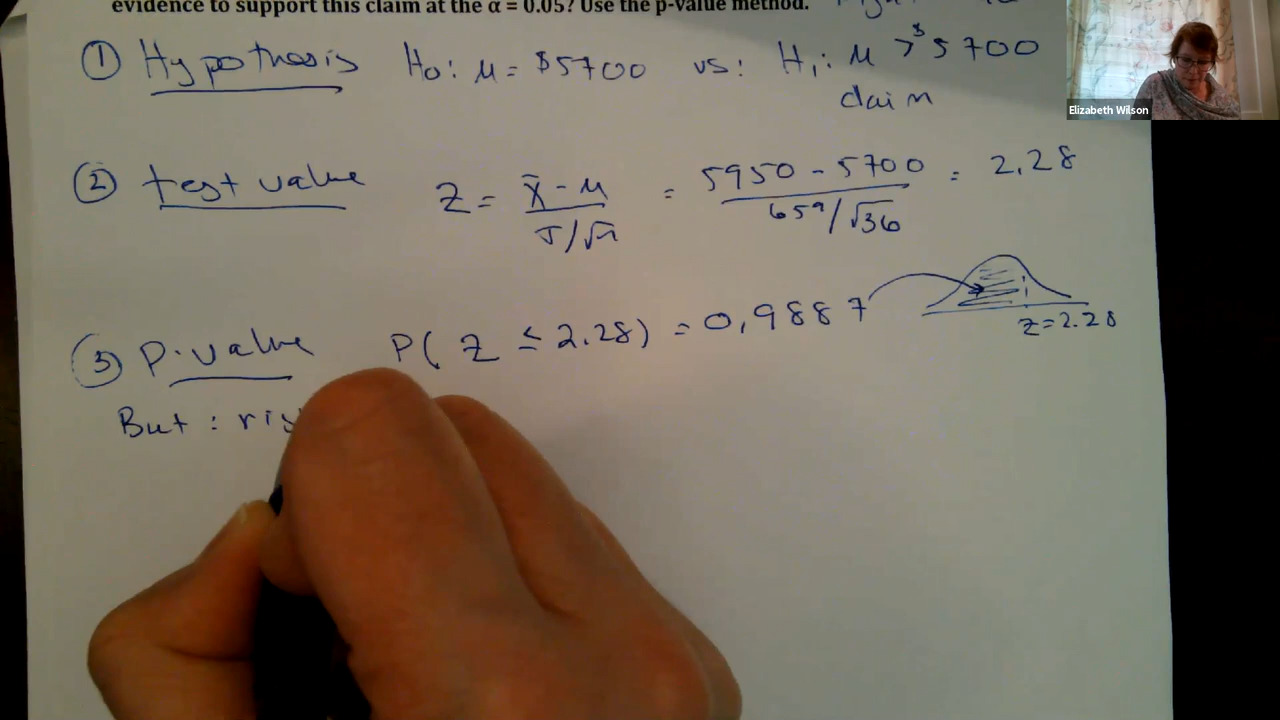 evidence to support this claim at the α = 0.05? Use the p-value method.
① Hypothesis H0: μ = $5700 vs: H1: μ > $5700
claim
Elizabeth Wilson
② test value Z = x̄ - μ / σ/√n = 5950 - 5700 / 659/√36 = 2.28
③ P-value P( Z ≤ 2.28) = 0,9887
z = 2.28
But : rig